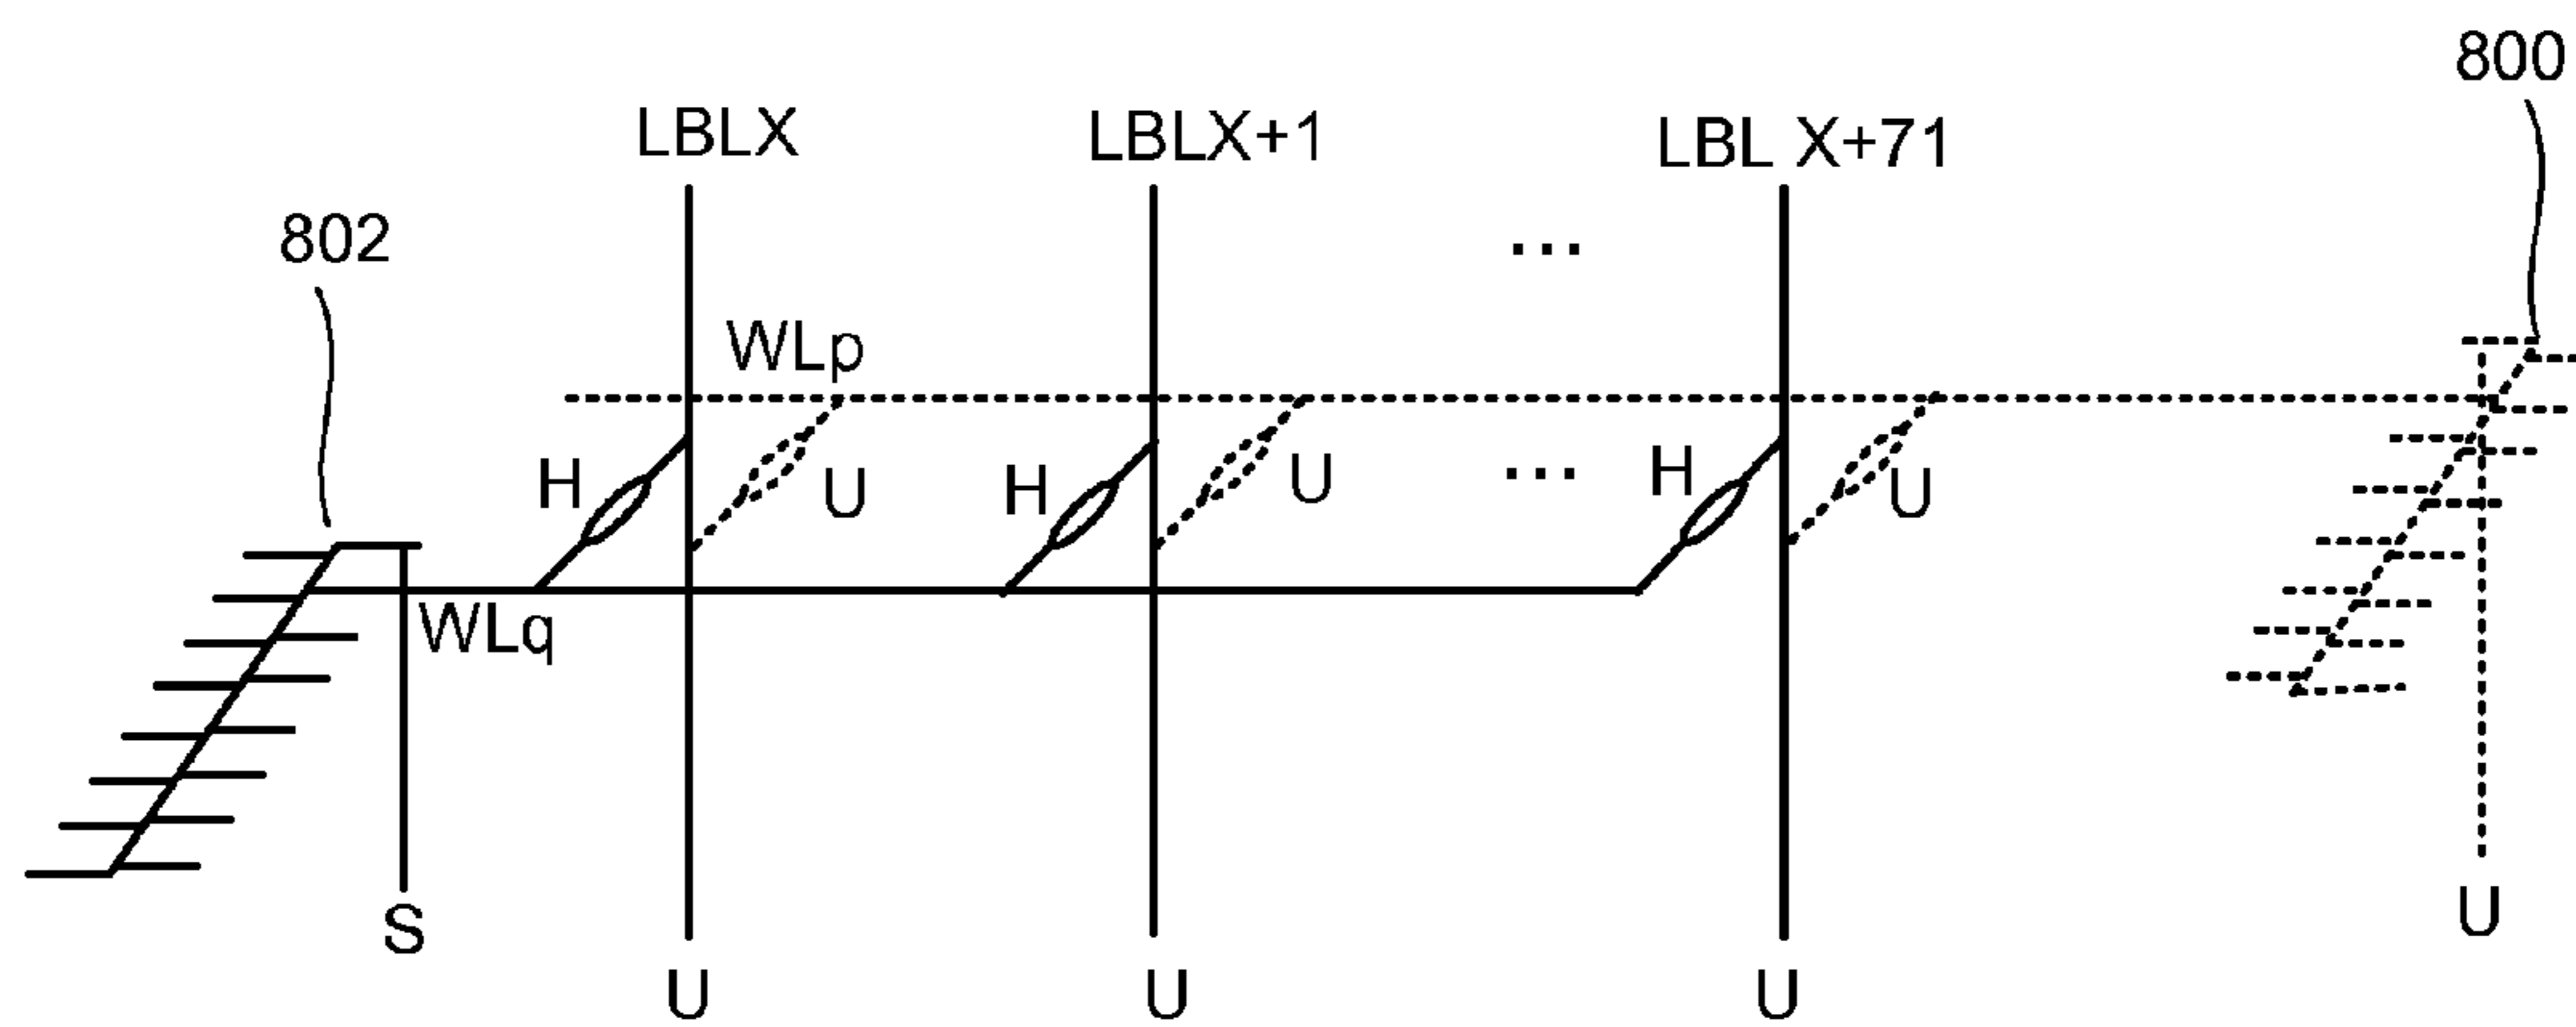 800
LBLX LBLX+1 LBL X+71
802
...
WLp
H U H U ... H U
WLq
S U
U U U